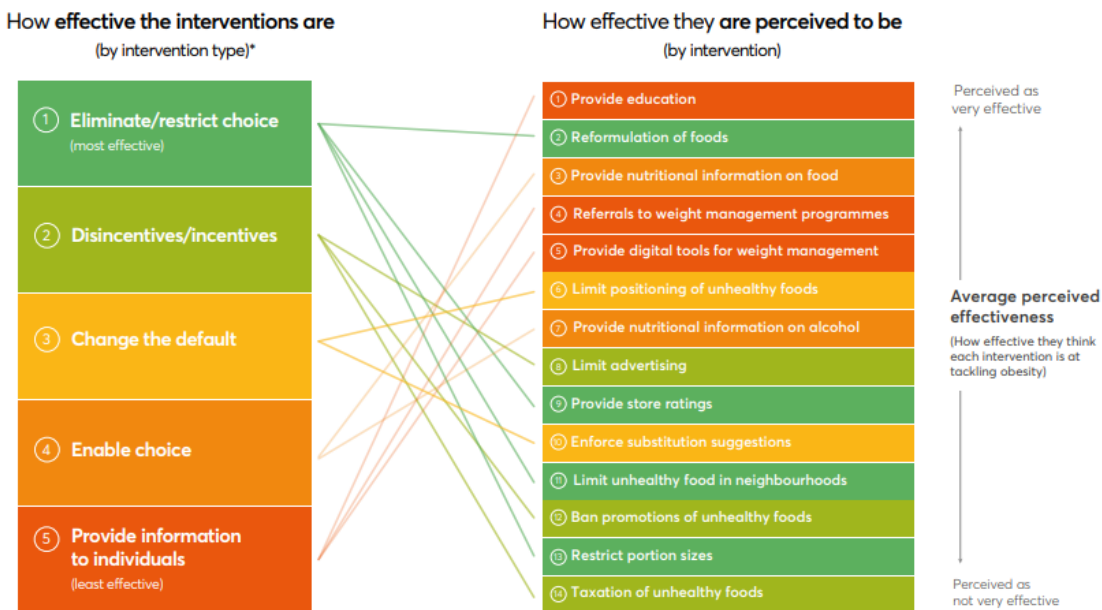 How effective the interventions are
(by intervention type)*
1 Eliminate/restrict choice
(most effective)
2 Disincentives/incentives
3 Change the default
4 Enable choice
5 Provide information
to individuals
(least effective)
How effective they are perceived to be
(by intervention)
1 Provide education
2 Reformulation of foods
3 Provide nutritional information on food
4 Referrals to weight management programmes
5 Provide digital tools for weight management
6 Limit positioning of unhealthy foods
7 Provide nutritional information on alcohol
8 Limit advertising
9 Provide store ratings
10 Enforce substitution suggestions
11 Limit unhealthy food in neighbourhoods
12 Ban promotions of unhealthy foods
13 Restrict portion sizes
14 Taxation of unhealthy foods
Perceived as
very effective
Average perceived
effectiveness
(How effective they think
each intervention is at
tackling obesity)
Perceived as
not very effective